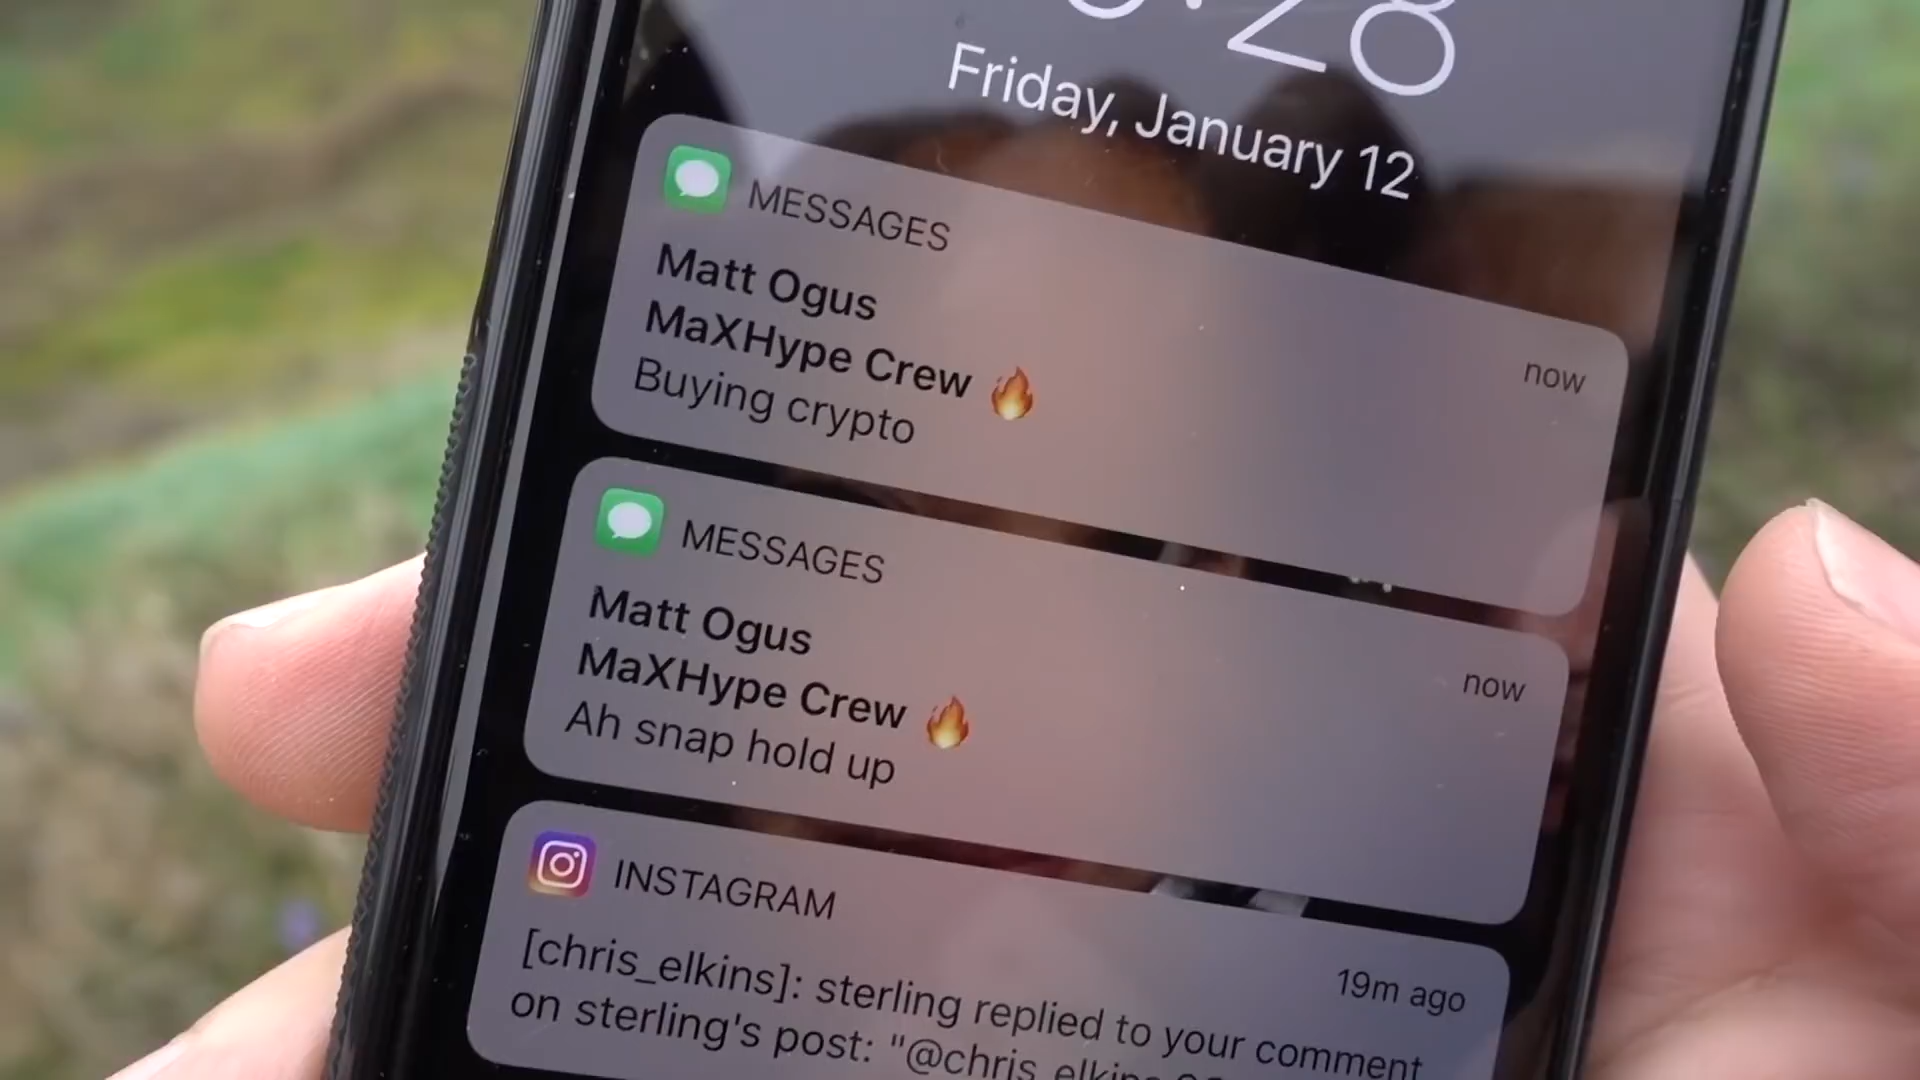 :28
Friday, January 12
MESSAGES
now
Matt Ogus
MaXHype Crew 🔥
Buying crypto
MESSAGES
now
Matt Ogus
MaXHype Crew 🔥
Ah snap hold up
INSTAGRAM
19m ago
[chris_elkins]: sterling replied to your comment
on sterling's post: "@chris